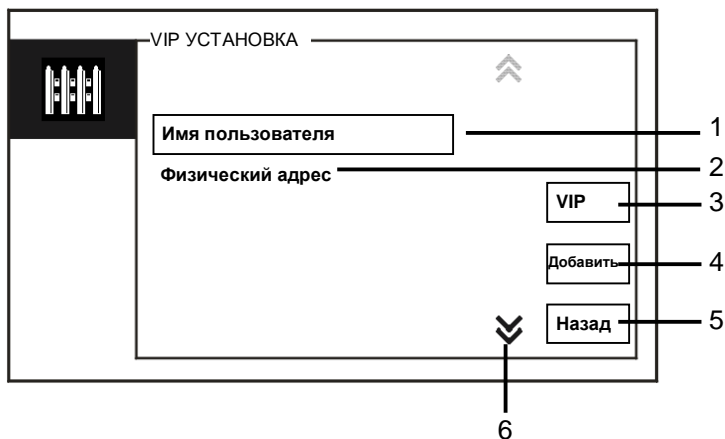 VIP УСТАНОВКА
Имя пользователя
1
Физический адрес
2
VIP
3
Добавить
4
Назад
5
6